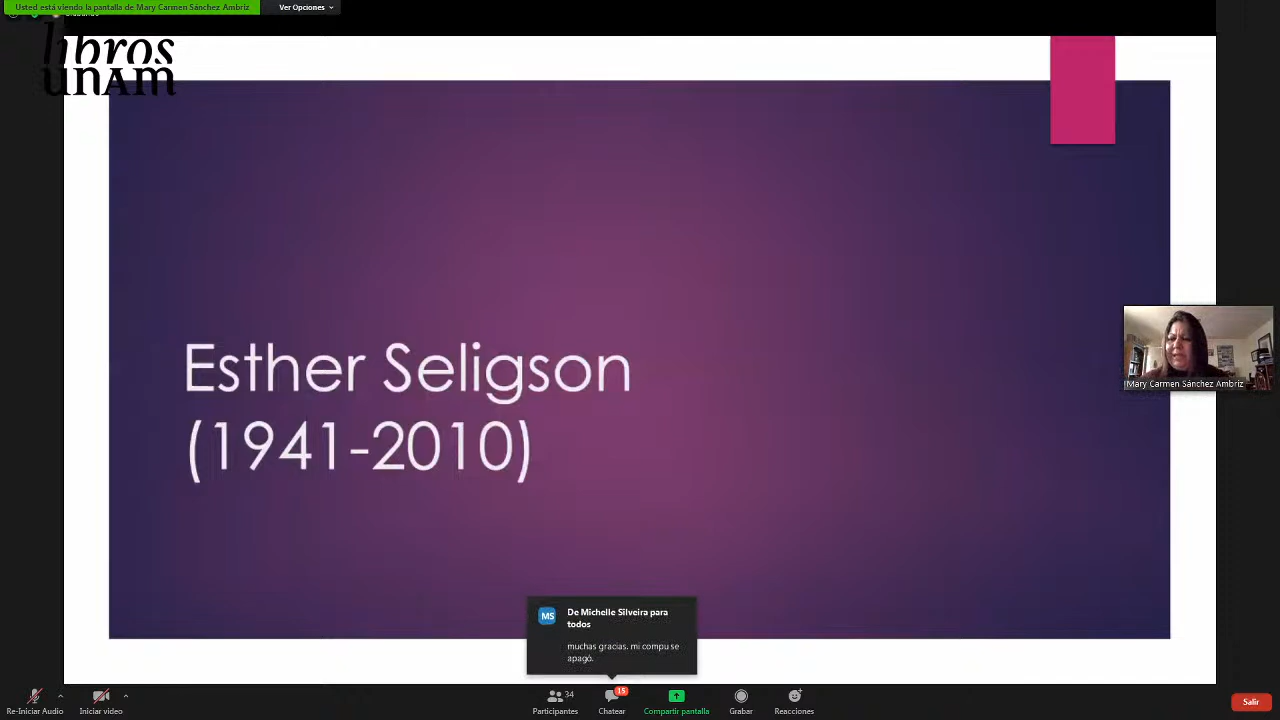 Usted está viendo la pantalla de Mary Carmen Sánchez Ambriz
Ver Opciones
libros
UNAM
Esther Seligson
(1941-2010)
Mary Carmen Sánchez Ambriz
MS
De Michelle Silveira para
todos
muchas gracias. mi compu se
apagó.
34
15
Re-Iniciar Audio
Iniciar video
Participantes
Chatear
Compartir pantalla
Grabar
Reacciones
Salir